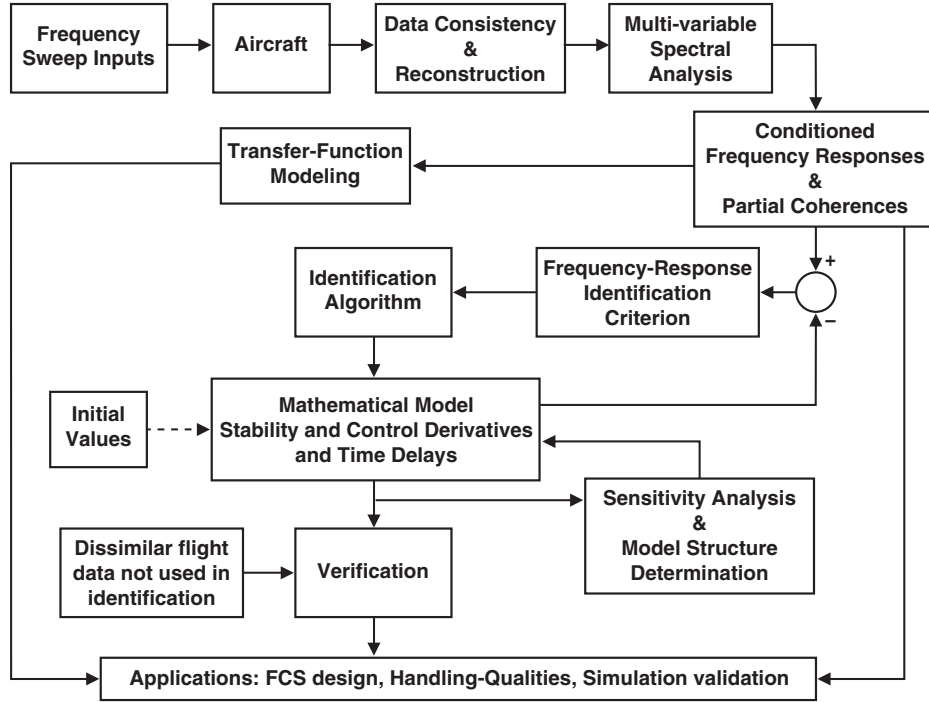 Frequency
Sweep Inputs
Aircraft
Data Consistency
&
Reconstruction
Multi-variable
Spectral
Analysis
Conditioned
Frequency Responses
&
Partial Coherences
Transfer-Function
Modeling
+
−
Frequency-Response
Identification
Criterion
Identification
Algorithm
Initial
Values
Mathematical Model
Stability and Control Derivatives
and Time Delays
Sensitivity Analysis
&
Model Structure
Determination
Dissimilar flight
data not used in
identification
Verification
Applications: FCS design, Handling-Qualities, Simulation validation